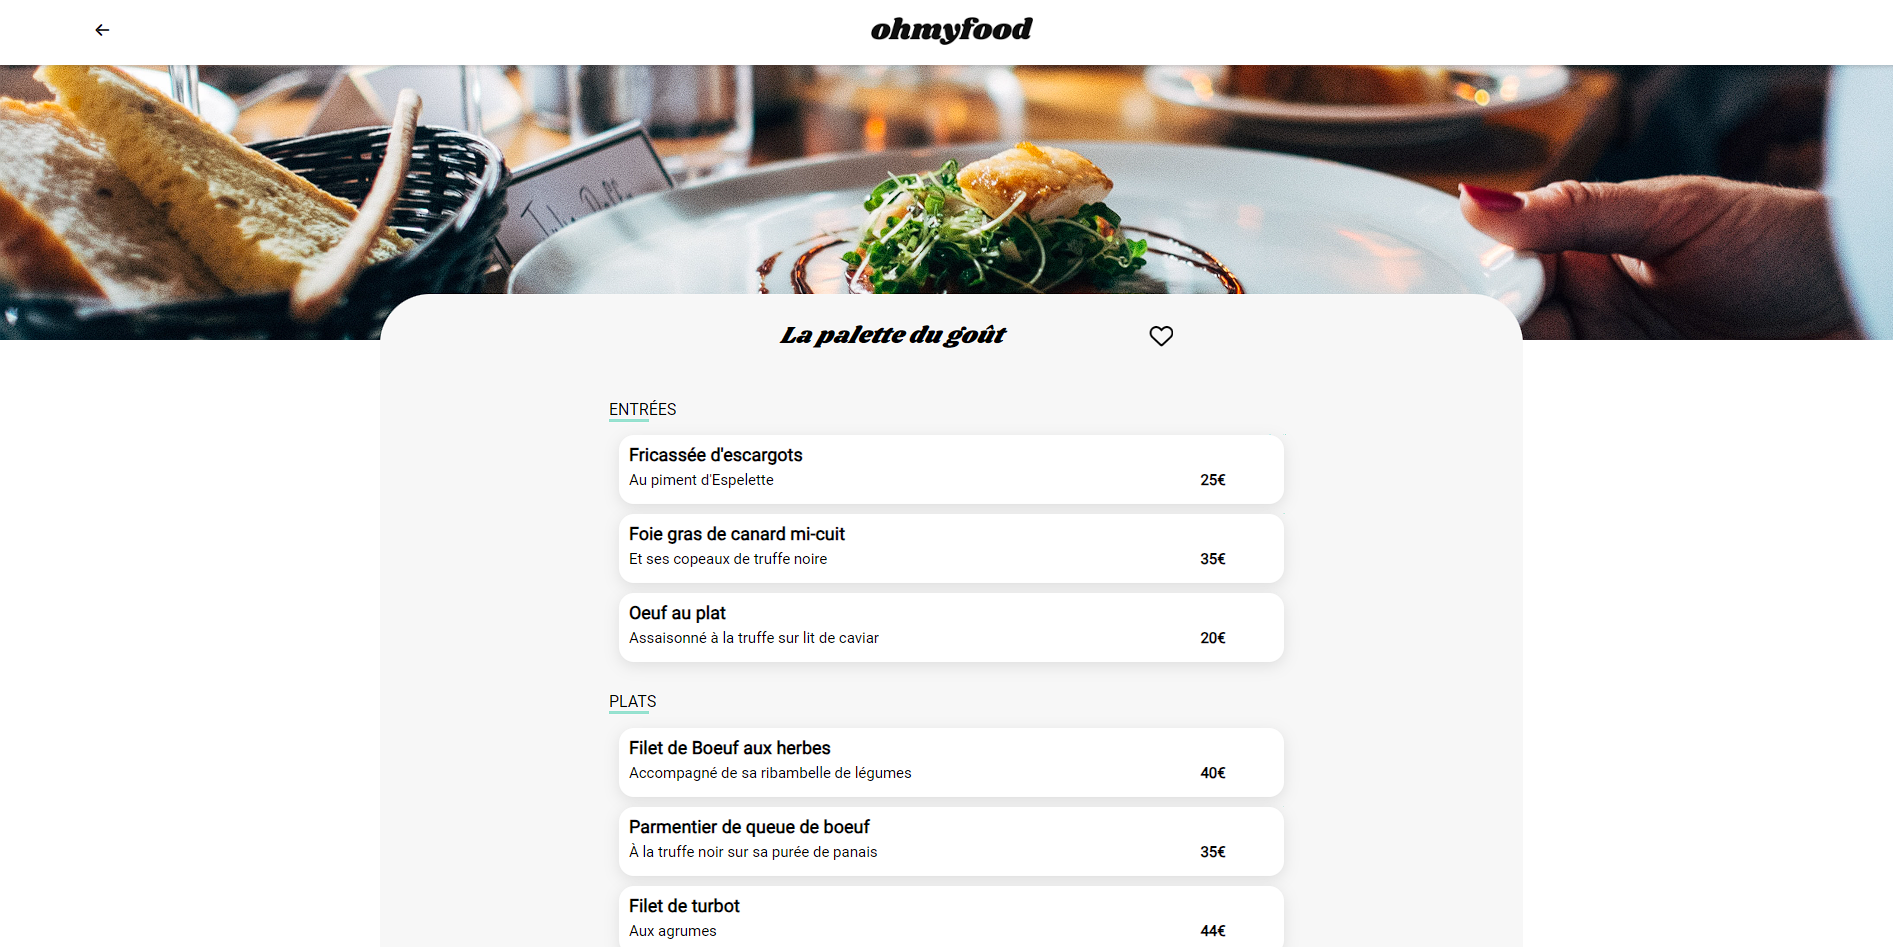 ohmyfood
La palette du goût
ENTRÉES
Fricassée d'escargots
Au piment d'Espelette
25€
Foie gras de canard mi-cuit
Et ses copeaux de truffe noire
35€
Oeuf au plat
Assaisonné à la truffe sur lit de caviar
20€
PLATS
Filet de Boeuf aux herbes
Accompagné de sa ribambelle de légumes
40€
Parmentier de queue de boeuf
À la truffe noir sur sa purée de panais
35€
Filet de turbot
Aux agrumes
44€